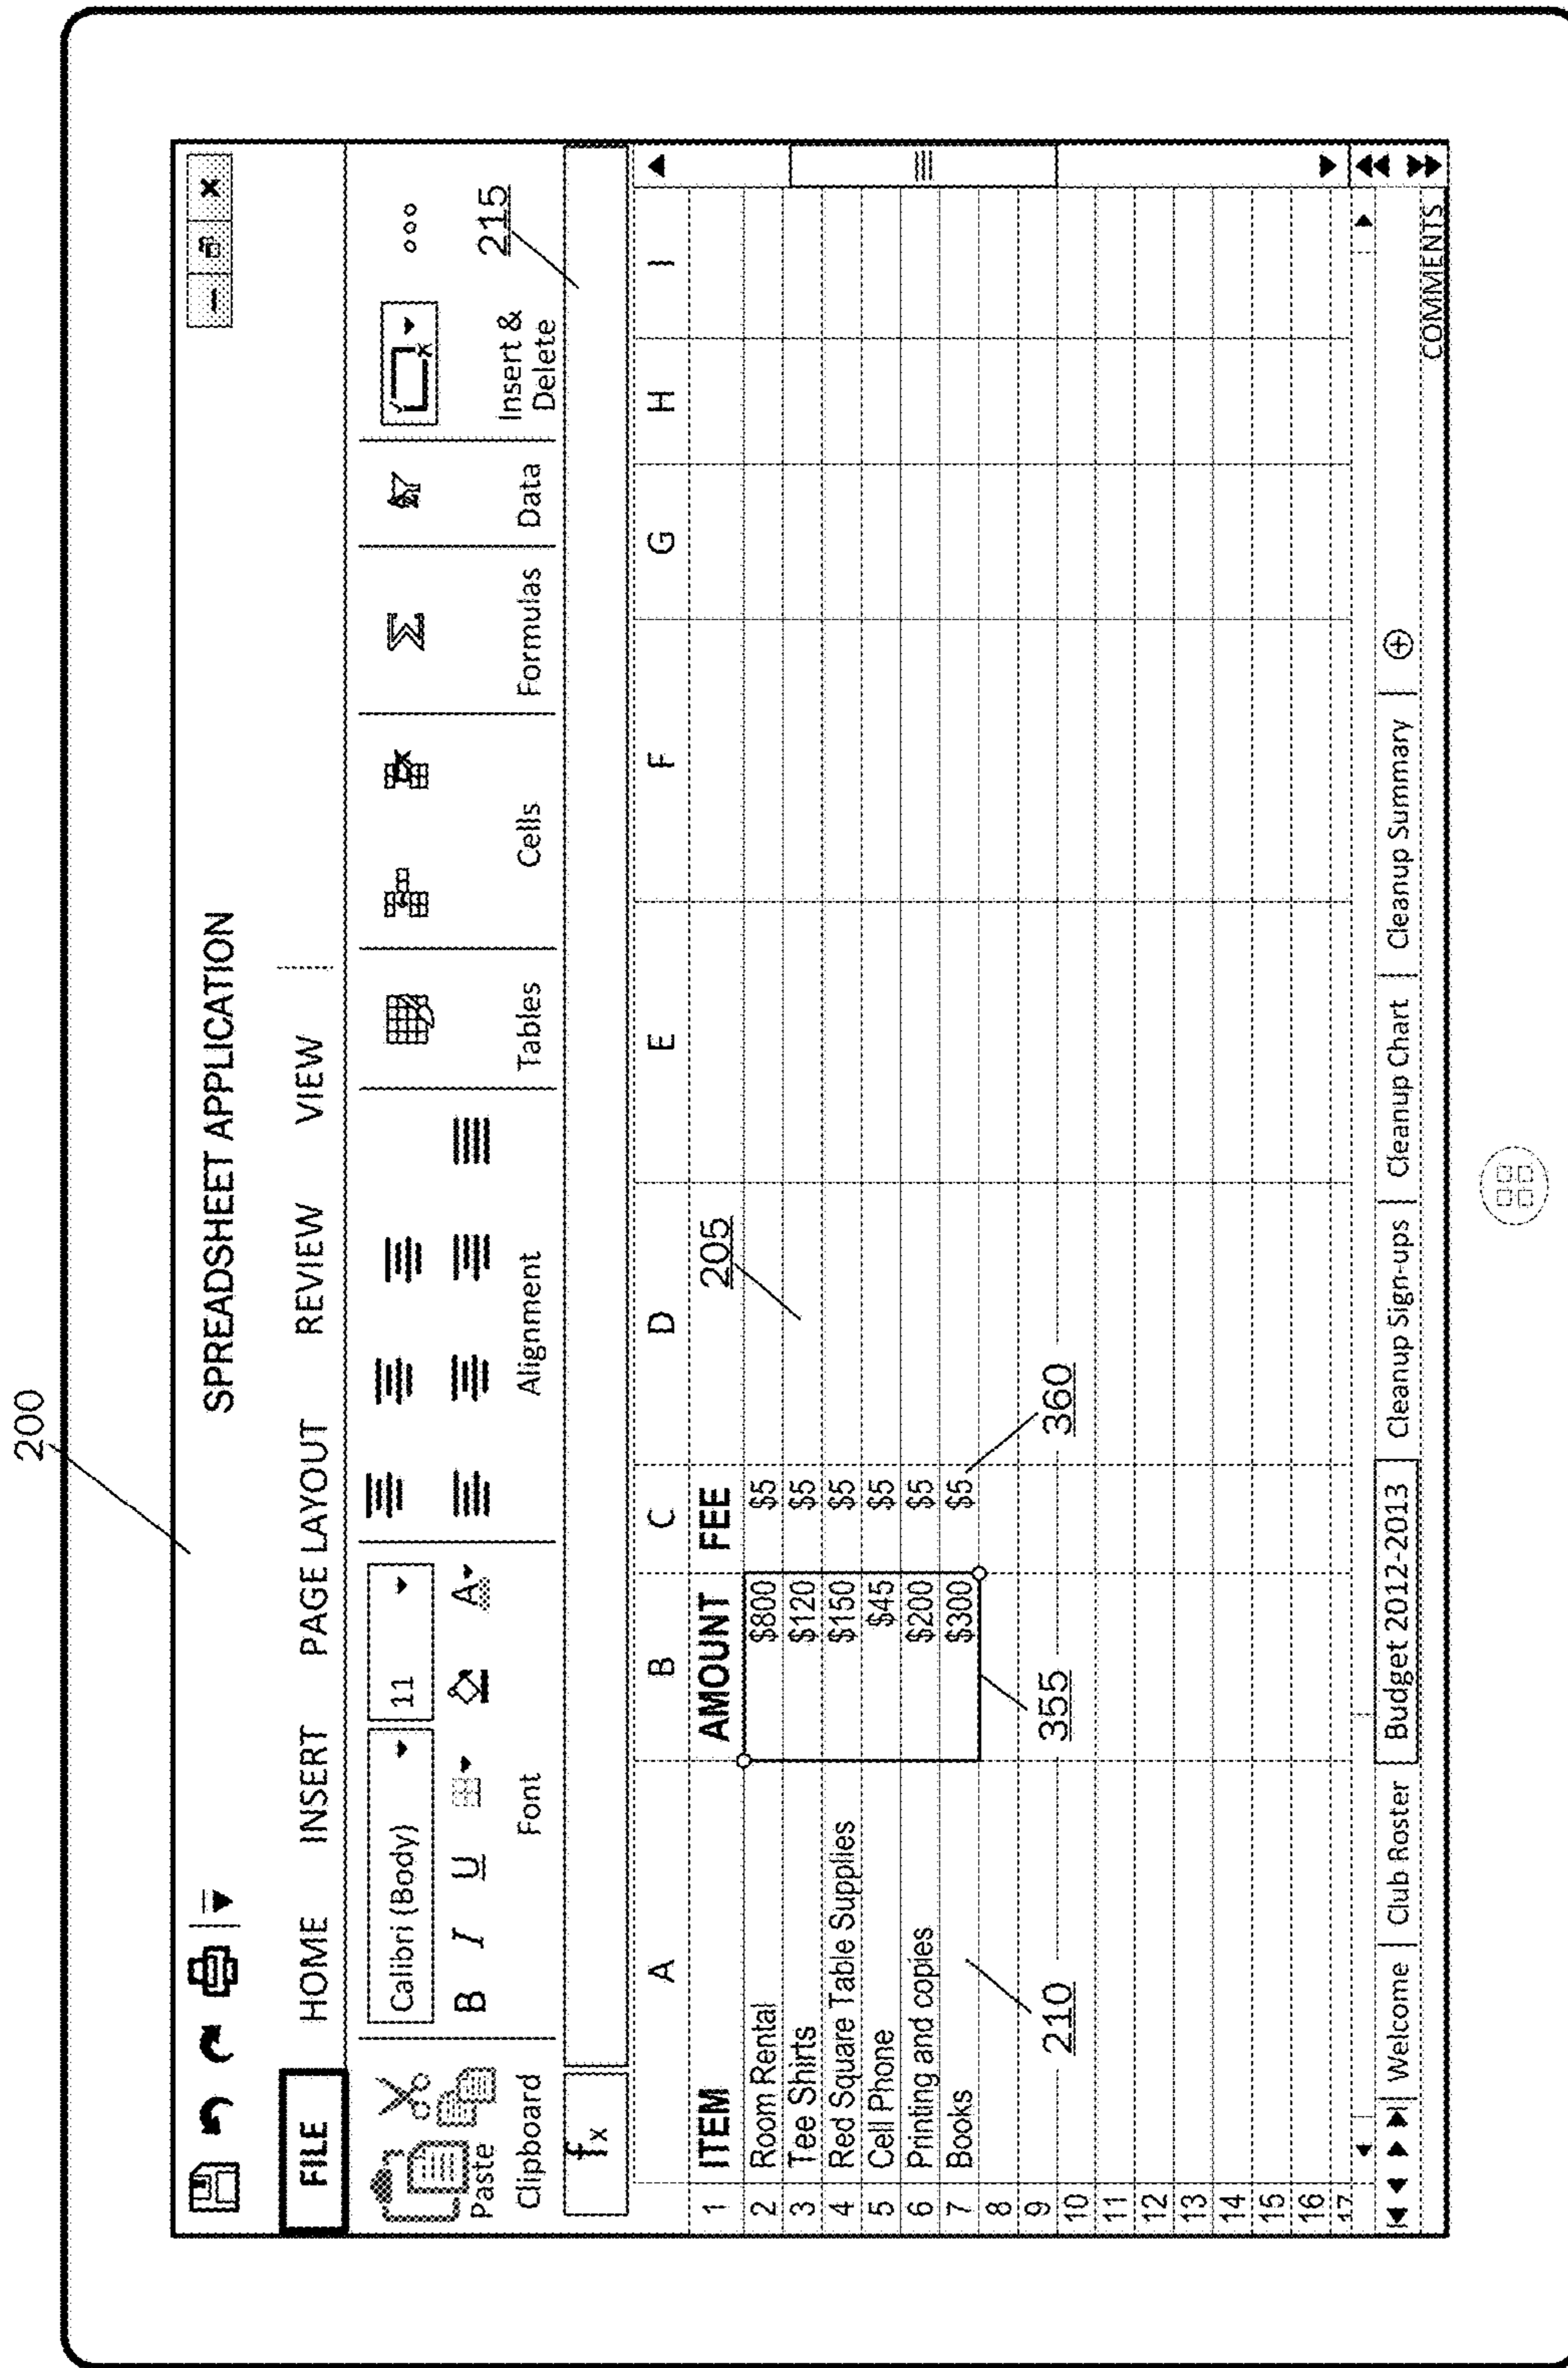 200
SPREADSHEET APPLICATION
FILE HOME INSERT PAGE LAYOUT REVIEW VIEW
Calibri (Body) 11
B I U A
Paste
Clipboard Font Alignment Tables Cells Formulas Data Insert & Delete
215
fx
A B C D E F G H I
1 ITEM AMOUNT FEE
205
2 Room Rental $800 $5
3 Tee Shirts $120 $5
4 Red Square Table Supplies $150 $5
5 Cell Phone $45 $5
6 Printing and copies $200 $5
7 Books $300 $5
8
9
210 355 360
10
11
12
13
14
15
16
17
Welcome Club Roster Budget 2012-2013 Cleanup Sign-ups Cleanup Chart Cleanup Summary
COMMENTS